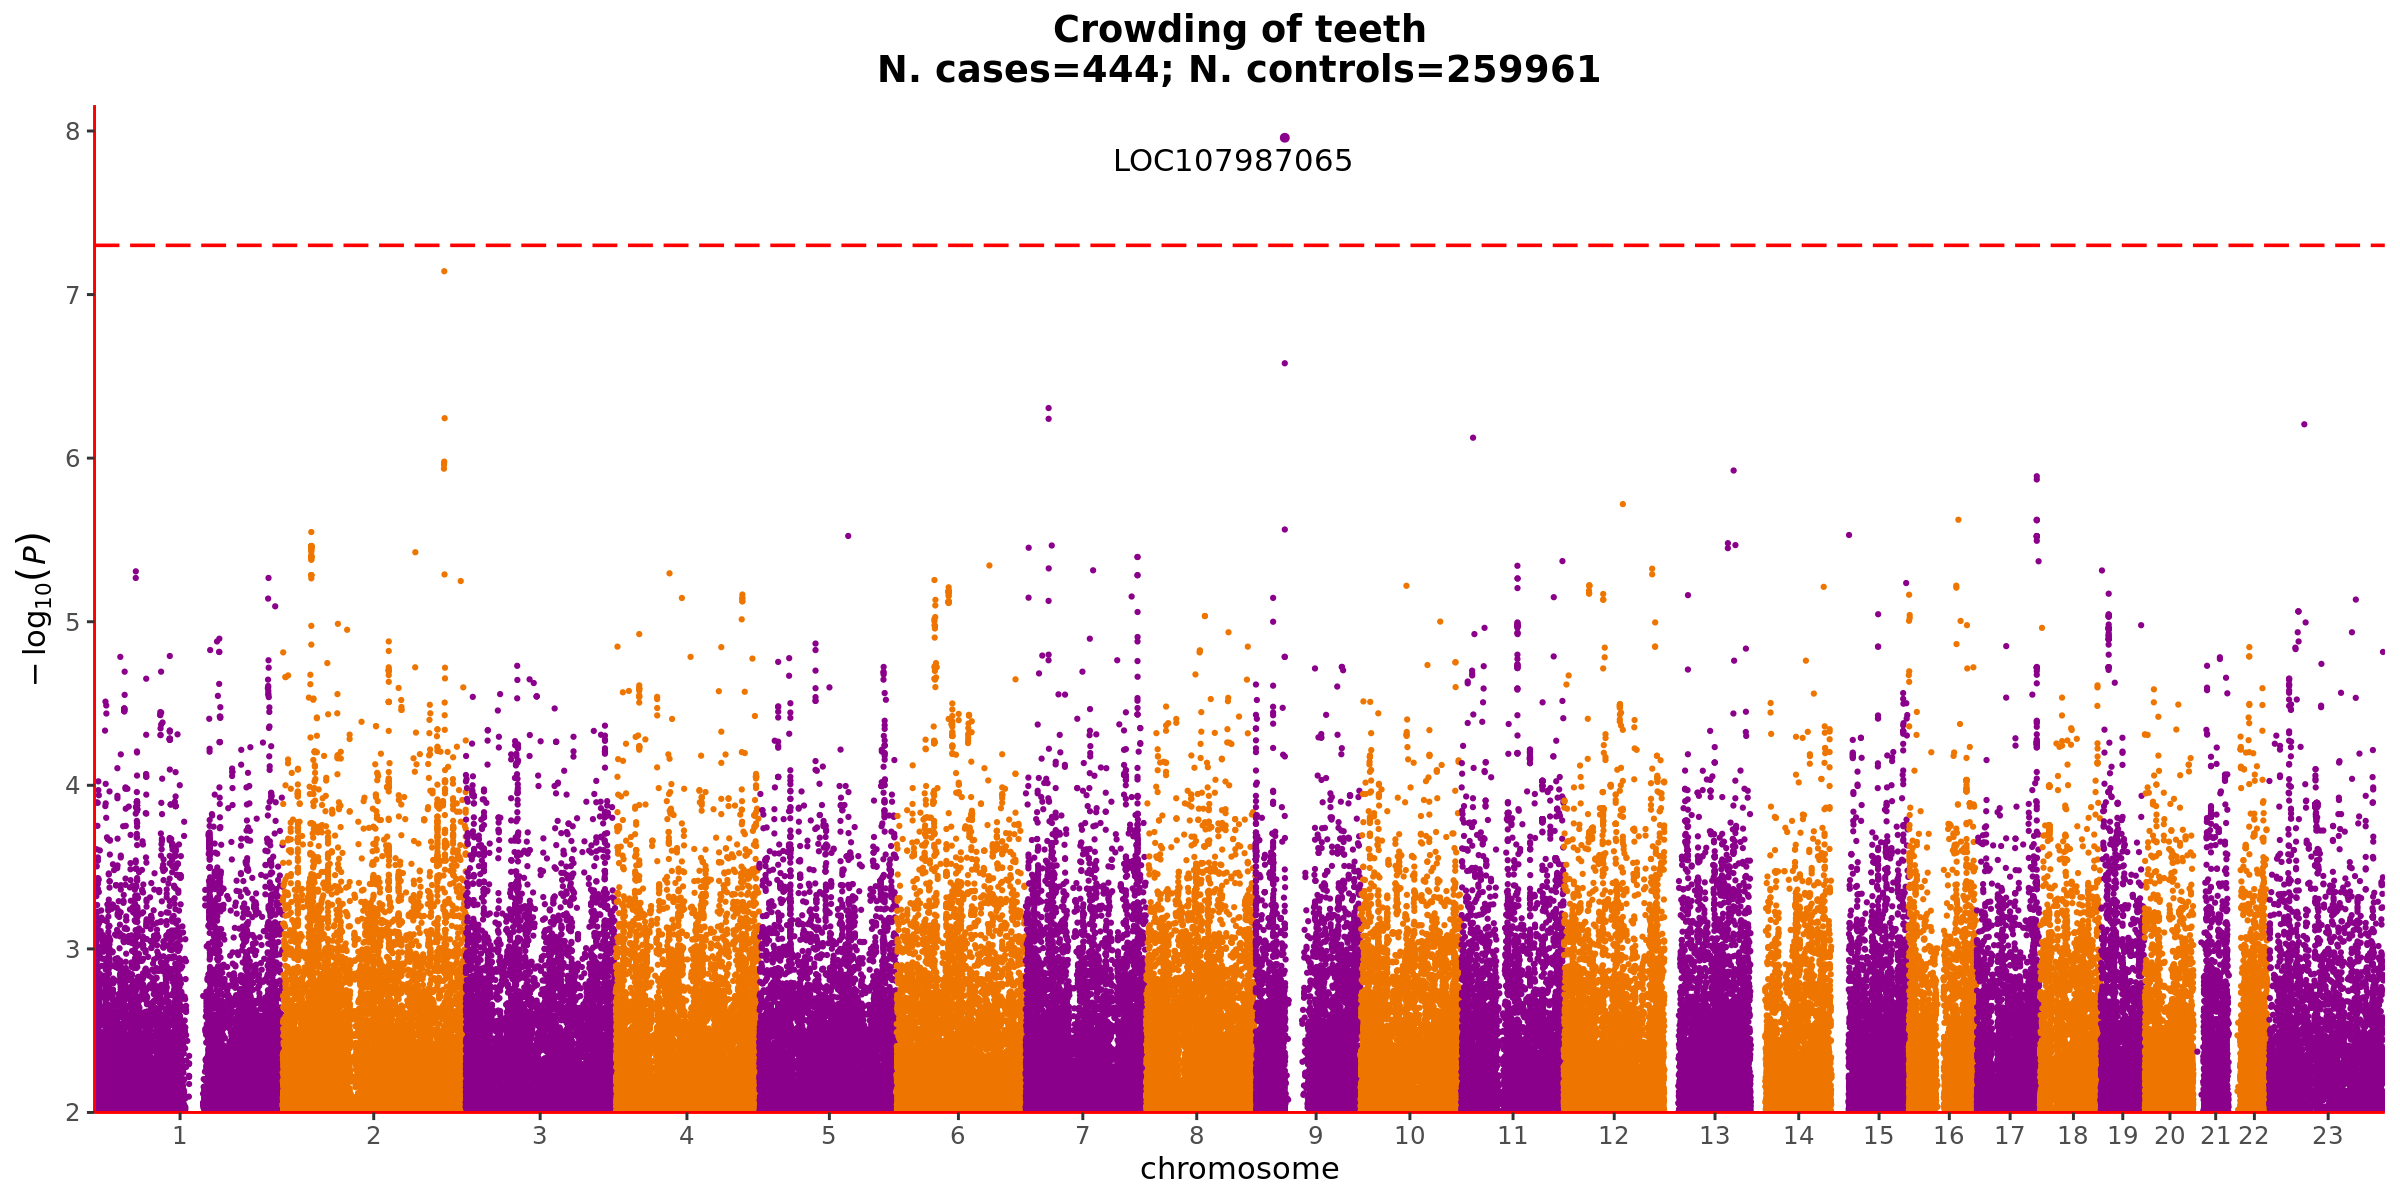 Crowding of teeth
N. cases=444; N. controls=259961
8
LOC107987065
7
6
5
4
3
2
−log10(P)
1 2 3 4 5 6 7 8 9 10 11 12 13 14 15 16 17 18 19 20 21 22 23
chromosome